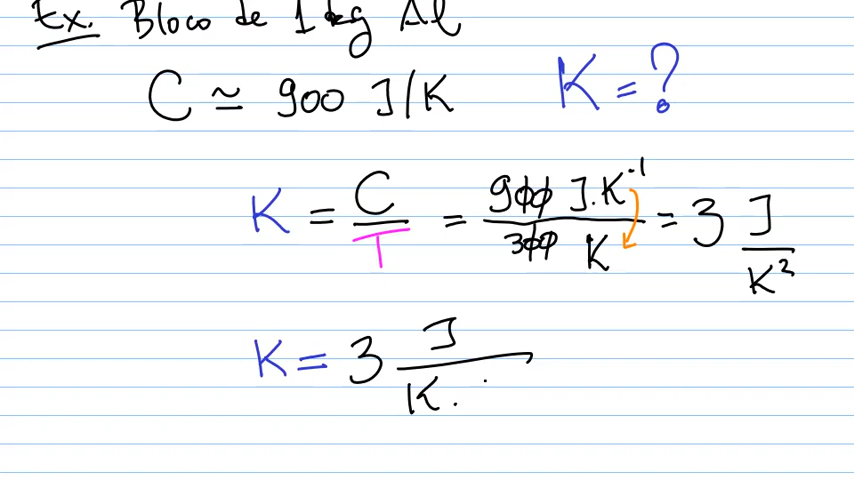 Ex. Bloco de 1 kg Al
C ≃ 900 J/K K = ?
K = C/T = 900 J.K⁻¹ / 300 K = 3 J/K²
K = 3 J/K.